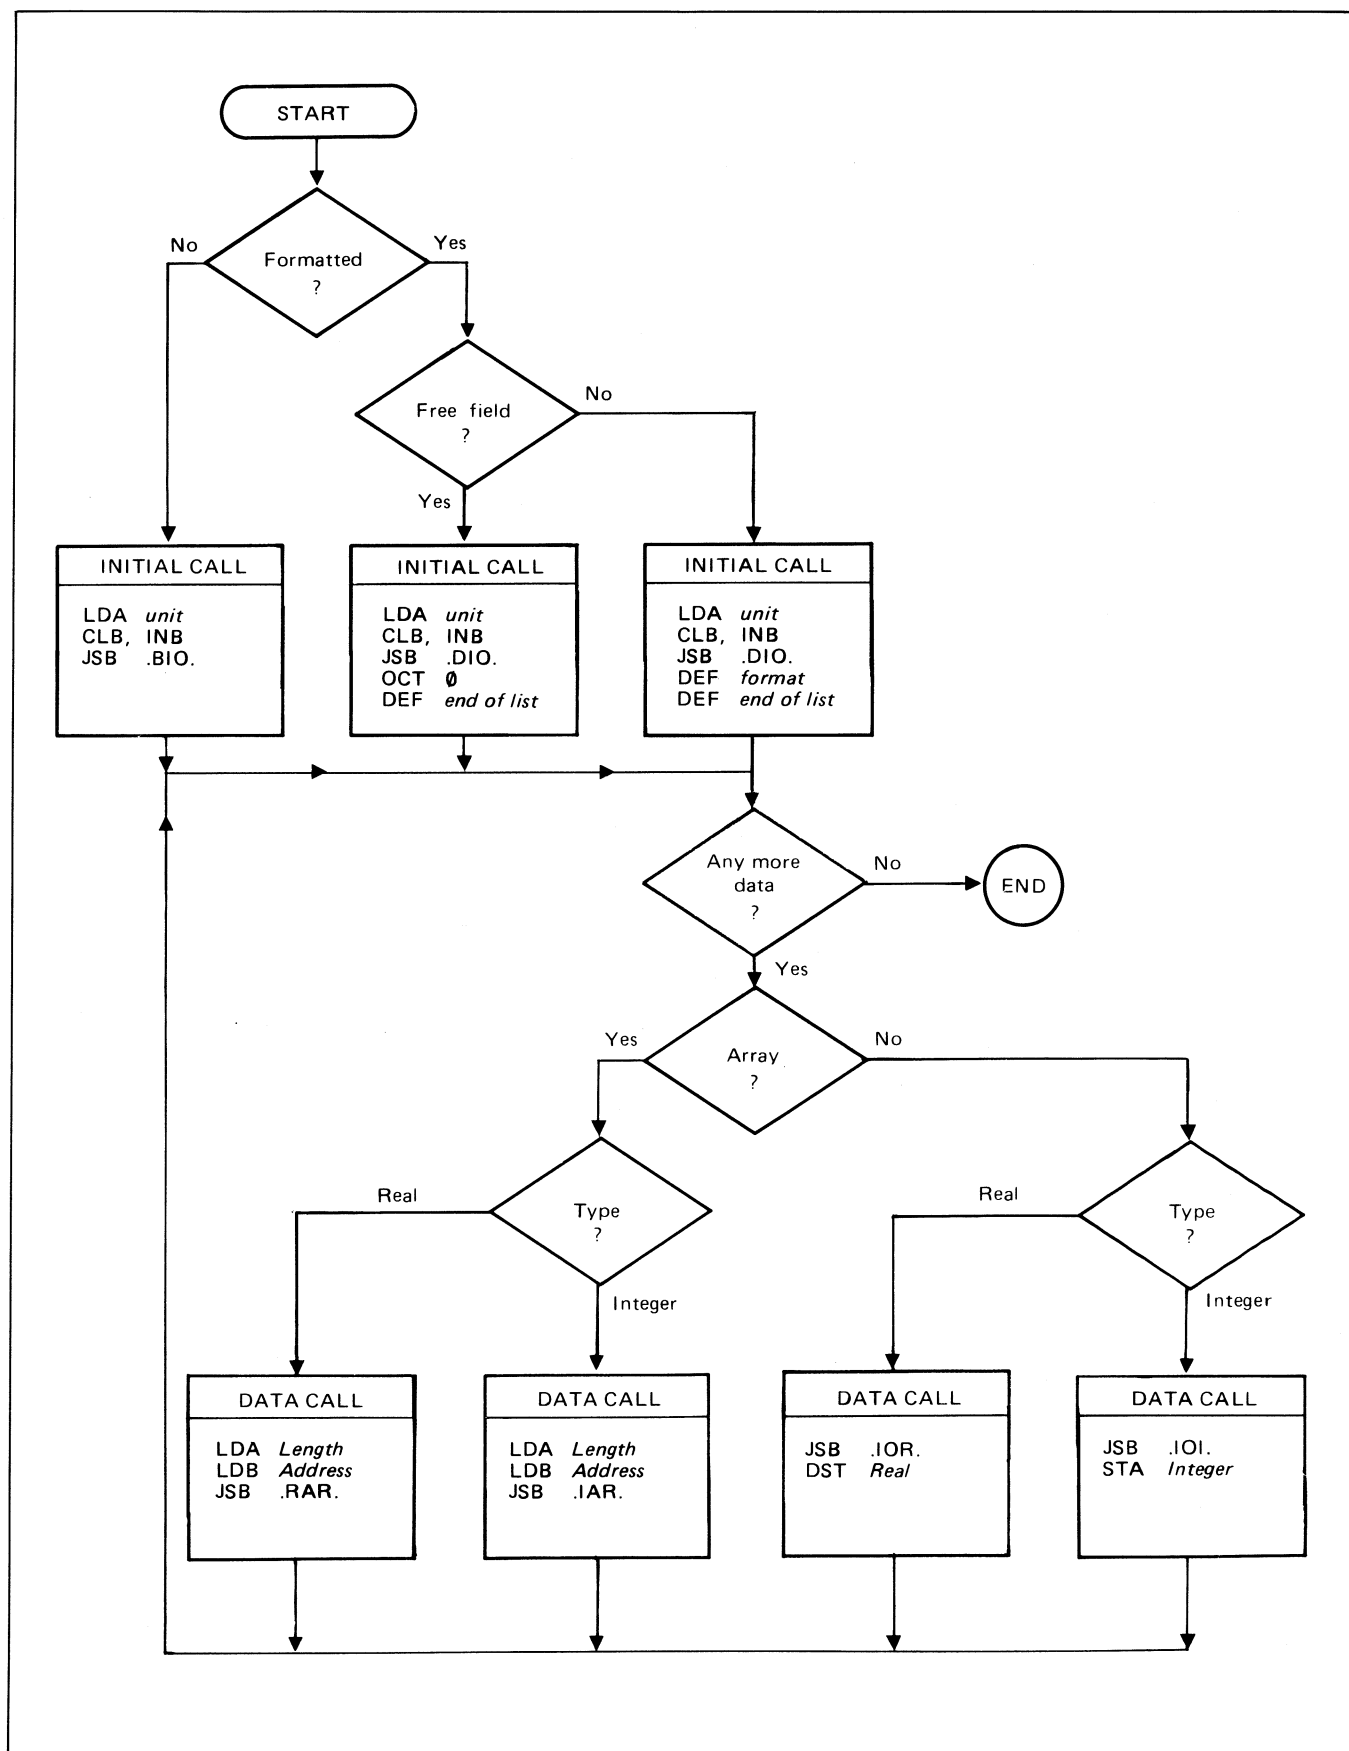 START
No
Yes
Formatted
?
Free field
?
No
Yes
INITIAL CALL
LDA unit
CLB, INB
JSB .BIO.
INITIAL CALL
LDA unit
CLB, INB
JSB .DIO.
OCT Ø
DEF end of list
INITIAL CALL
LDA unit
CLB, INB
JSB .DIO.
DEF format
DEF end of list
Any more
data
?
No
END
Yes
Yes
Array
?
No
Real
Type
?
Integer
Real
Type
?
Integer
DATA CALL
LDA Length
LDB Address
JSB .RAR.
DATA CALL
LDA Length
LDB Address
JSB .IAR.
DATA CALL
JSB .IOR.
DST Real
DATA CALL
JSB .IOI.
STA Integer